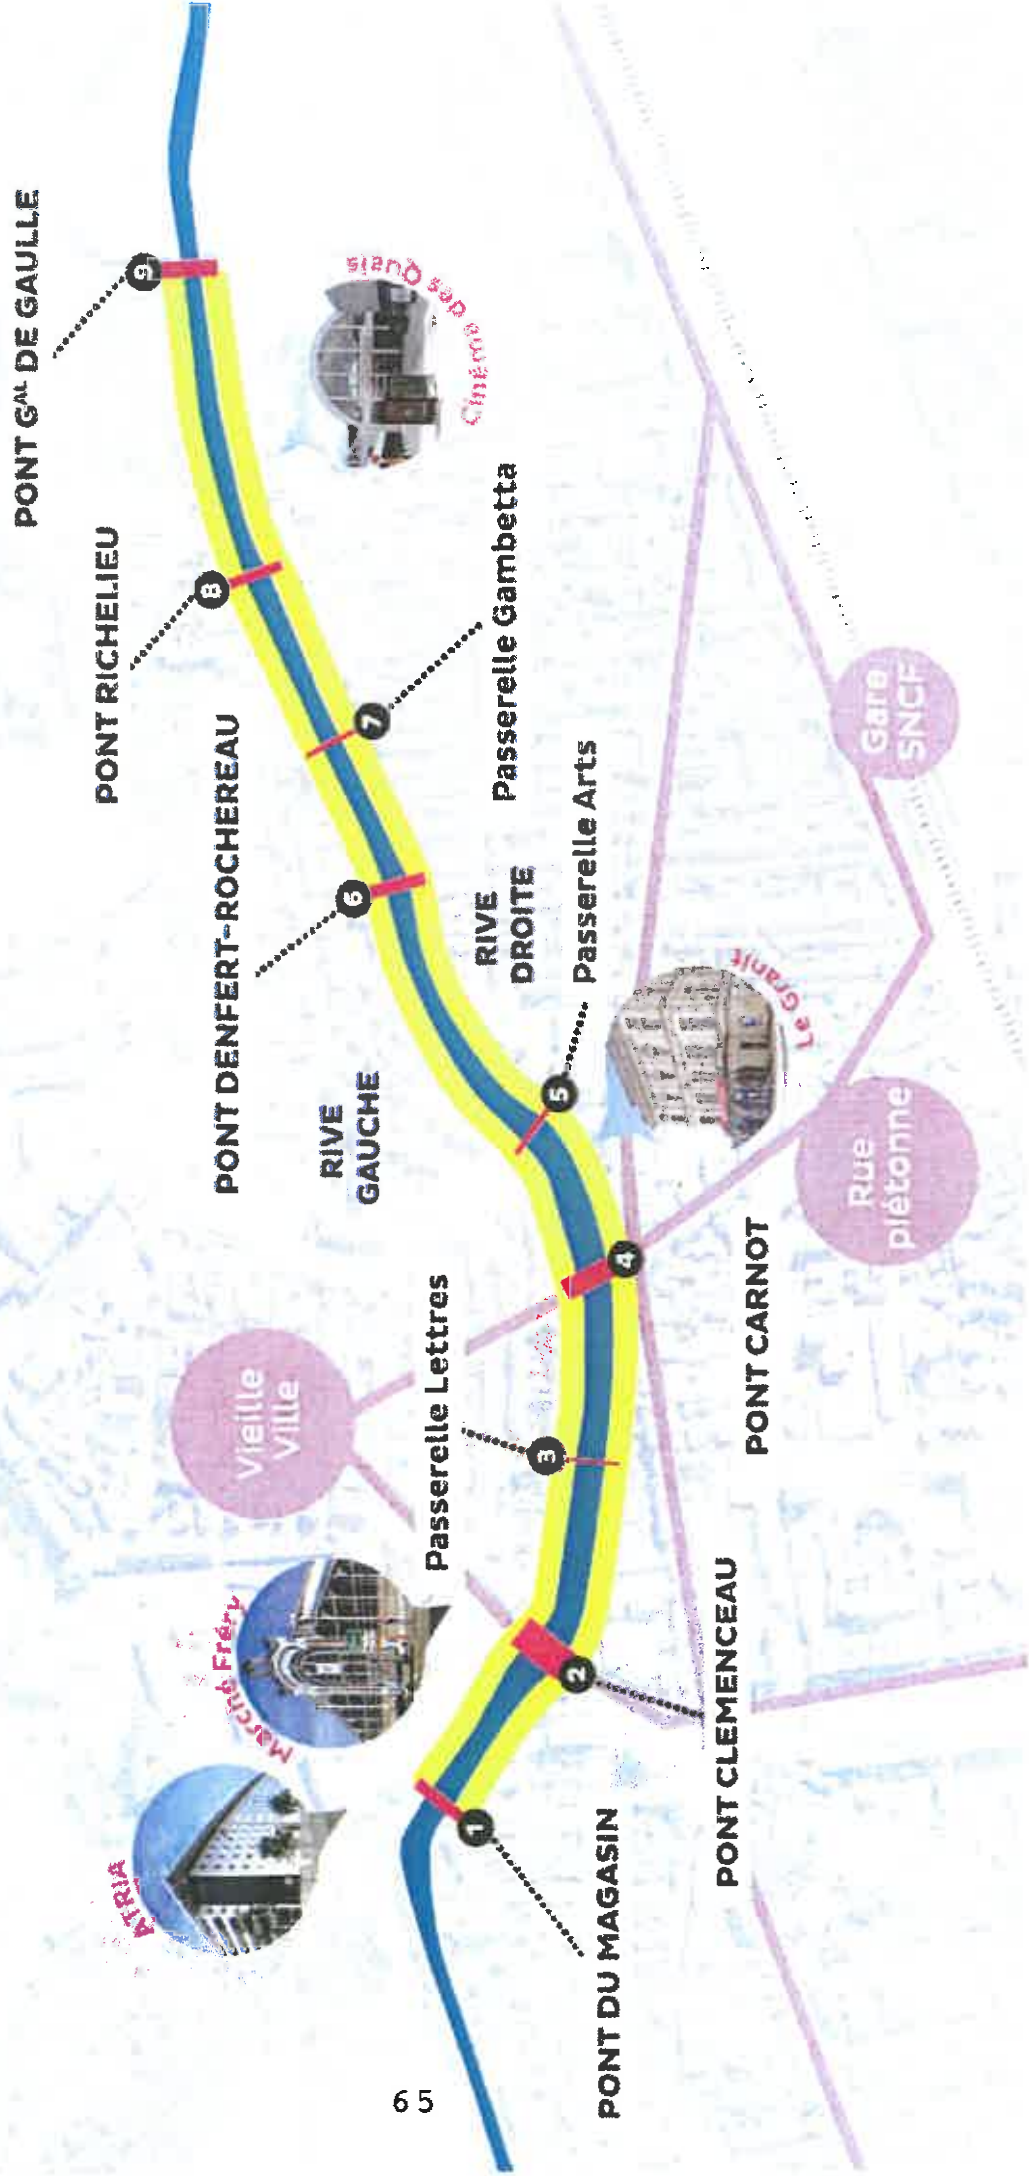 ATRIA
Marché Fréry
Vieille
Ville
PONT DU MAGASIN
1
PONT CLEMENCEAU
2
Passerelle Lettres
3
PONT CARNOT
4
RIVE
GAUCHE
RIVE
DROITE
Passerelle Arts
5
Le Granit
Rue
piétonne
Gare
SNCF
PONT DENFERT-ROCHEREAU
6
Passerelle Gambetta
7
PONT RICHELIEU
8
PONT GAL DE GAULLE
9
Cinéma des Quais
65